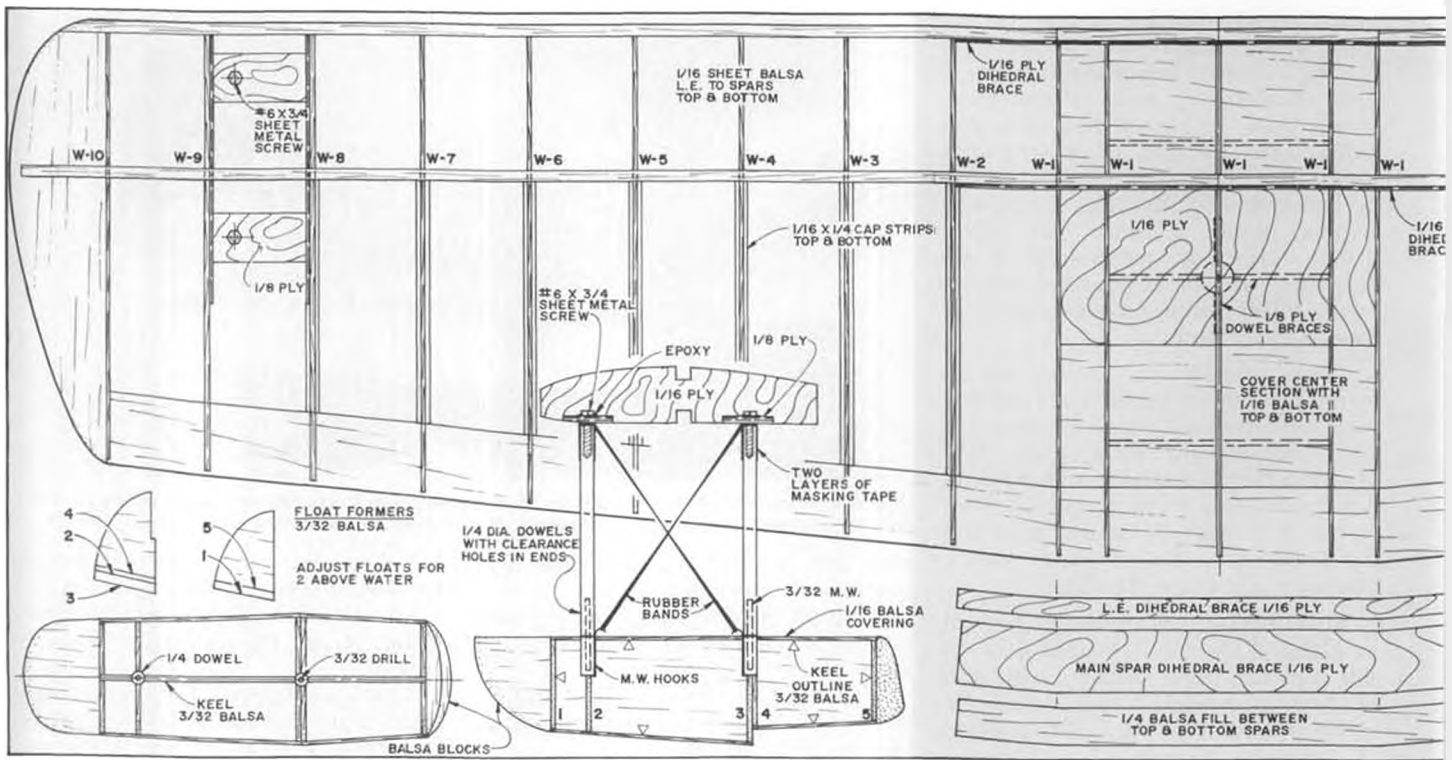 1/16 PLY
DIHEDRAL
BRACE
1/16 SHEET BALSA
L.E. TO SPARS
TOP & BOTTOM
#6 X 3/4
SHEET
METAL
SCREW
W-10
W-9
W-8
W-7
W-6
W-5
W-4
W-3
W-2
W-1
W-1
W-1
W-1
W-1
1/8 PLY
1/16 X 1/4 CAP STRIPS
TOP & BOTTOM
1/16 PLY
1/16
DIHED
BRAC
1/8 PLY
DOWEL BRACES
#6 X 3/4
SHEET METAL
SCREW
EPOXY
1/8 PLY
1/16 PLY
COVER CENTER
SECTION WITH
1/16 BALSA
TOP & BOTTOM
TWO
LAYERS OF
MASKING TAPE
4
2
3
5
1
FLOAT FORMERS
3/32 BALSA
ADJUST FLOATS FOR
2 ABOVE WATER
1/4 DIA. DOWELS
WITH CLEARANCE
HOLES IN ENDS
RUBBER
BANDS
3/32 M.W.
1/16 BALSA
COVERING
L.E. DIHEDRAL BRACE 1/16 PLY
1/4 DOWEL
3/32 DRILL
KEEL
3/32 BALSA
M.W. HOOKS
KEEL
OUTLINE
3/32 BALSA
MAIN SPAR DIHEDRAL BRACE 1/16 PLY
1
2
3
4
5
BALSA BLOCKS
1/4 BALSA FILL BETWEEN
TOP & BOTTOM SPARS